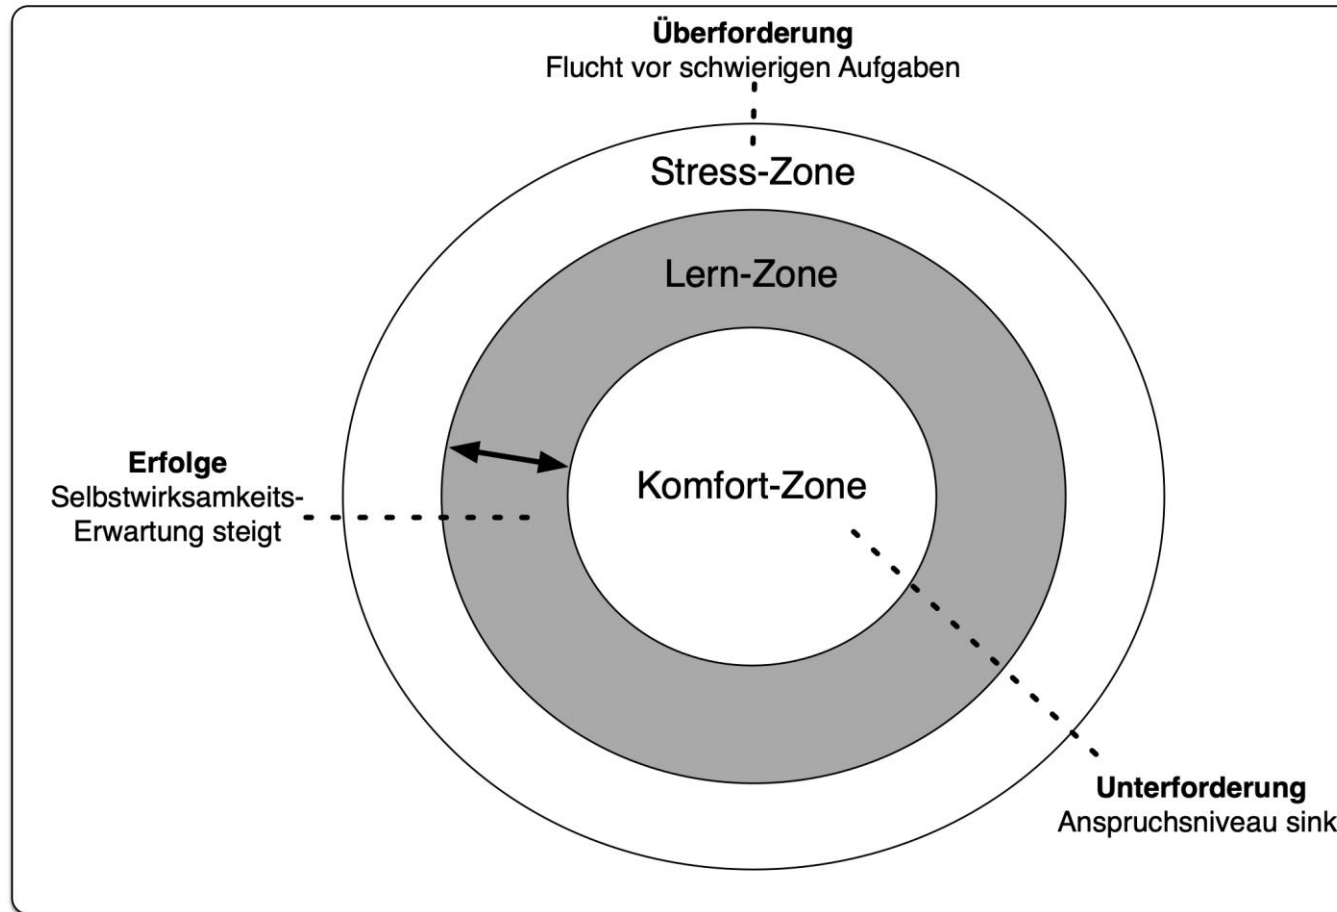 Überforderung
Flucht vor schwierigen Aufgaben
Stress-Zone
Lern-Zone
Erfolge
Selbstwirksamkeits-
Erwartung steigt
Komfort-Zone
Unterforderung
Anspruchsniveau sink